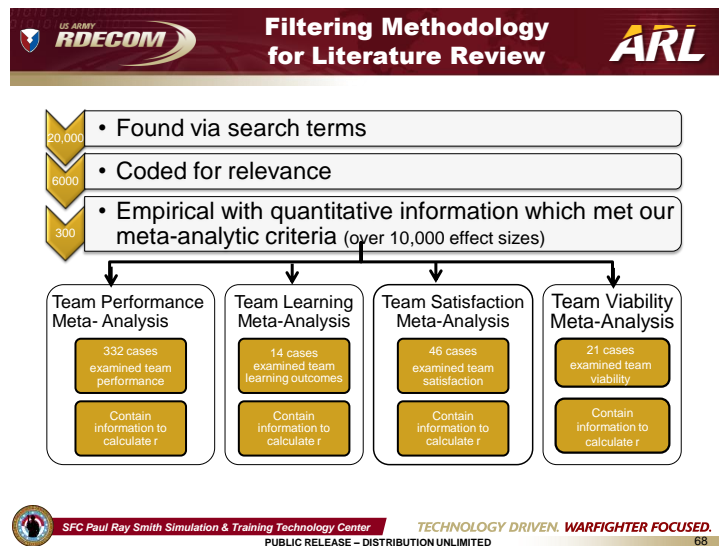 US ARMY
RDECOM
Filtering Methodology
for Literature Review
ARL
20,000
• Found via search terms
6000
• Coded for relevance
300
• Empirical with quantitative information which met our
meta-analytic criteria (over 10,000 effect sizes)
Team Performance
Meta- Analysis
332 cases
examined team
performance
Contain
information to
calculate r
Team Learning
Meta-Analysis
14 cases
examined team
learning outcomes
Contain
information to
calculate r
Team Satisfaction
Meta-Analysis
46 cases
examined team
satisfaction
Contain
information to
calculate r
Team Viability
Meta-Analysis
21 cases
examined team
viability
Contain
information to
calculate r
SFC Paul Ray Smith Simulation & Training Technology Center
TECHNOLOGY DRIVEN. WARFIGHTER FOCUSED.
PUBLIC RELEASE – DISTRIBUTION UNLIMITED
68